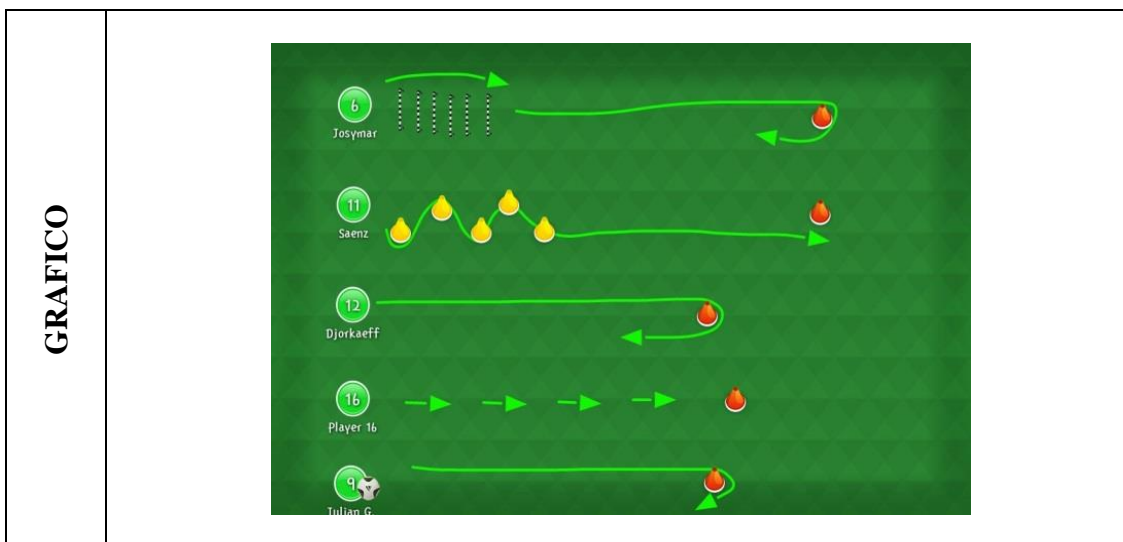 GRAFICO
6
Josymar
11
Saenz
12
Djorkaeff
16
Player 16
9
Julian G.